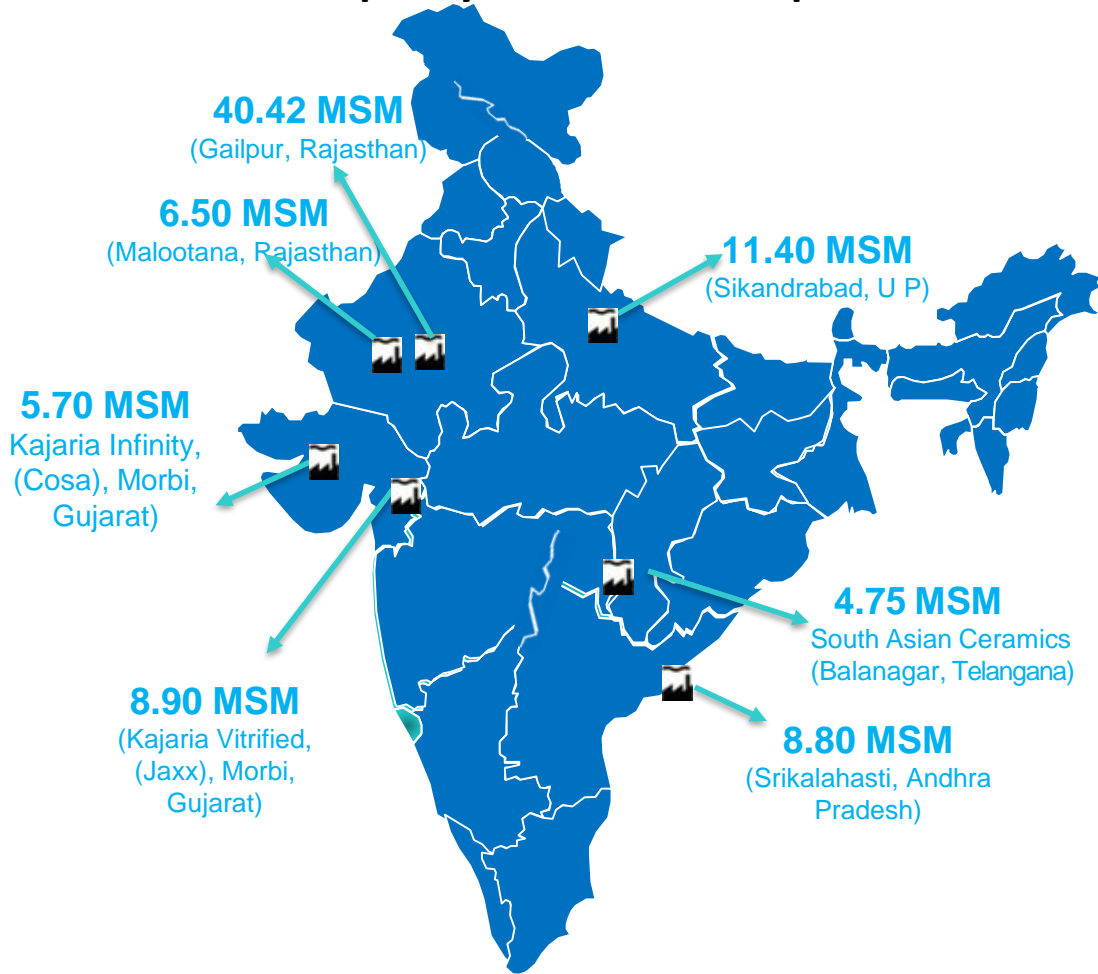 40.42 MSM
(Gailpur, Rajasthan)
6.50 MSM
(Malootana, Rajasthan)
11.40 MSM
(Sikandrabad, U P)
5.70 MSM
Kajaria Infinity,
(Cosa), Morbi,
Gujarat)
4.75 MSM
South Asian Ceramics
(Balanagar, Telangana)
8.90 MSM
(Kajaria Vitrified,
(Jaxx), Morbi,
Gujarat)
8.80 MSM
(Srikalahasti, Andhra
Pradesh)